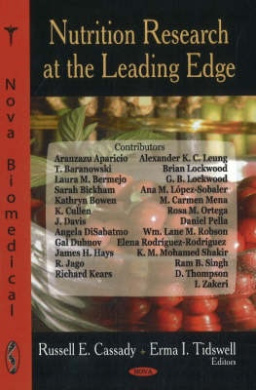 Nutrition Research
at the Leading Edge
Nova Biomedical
Contributors
Aranzazu Aparicio Alexander K. C. Leung
T. Baranowski Brian Lockwood
Laura M. Bermejo G. B. Lockwood
Sarah Bickham Ana M. López-Sobaler
Kathryn Bowen M. Carmen Mena
K. Cullen Rosa M. Ortega
J. Davis Daniel Pella
Angela DiSabatmo Wm. Lane M. Robson
Gal Dubnov Elena Rodríguez-Rodríguez
James H. Hays K. M. Mohamed Shakir
R. Jago Ram B. Singh
Richard Kears D. Thompson
I. Zakeri
Russell E. Cassady • Erma I. Tidswell
Editors
NOVA